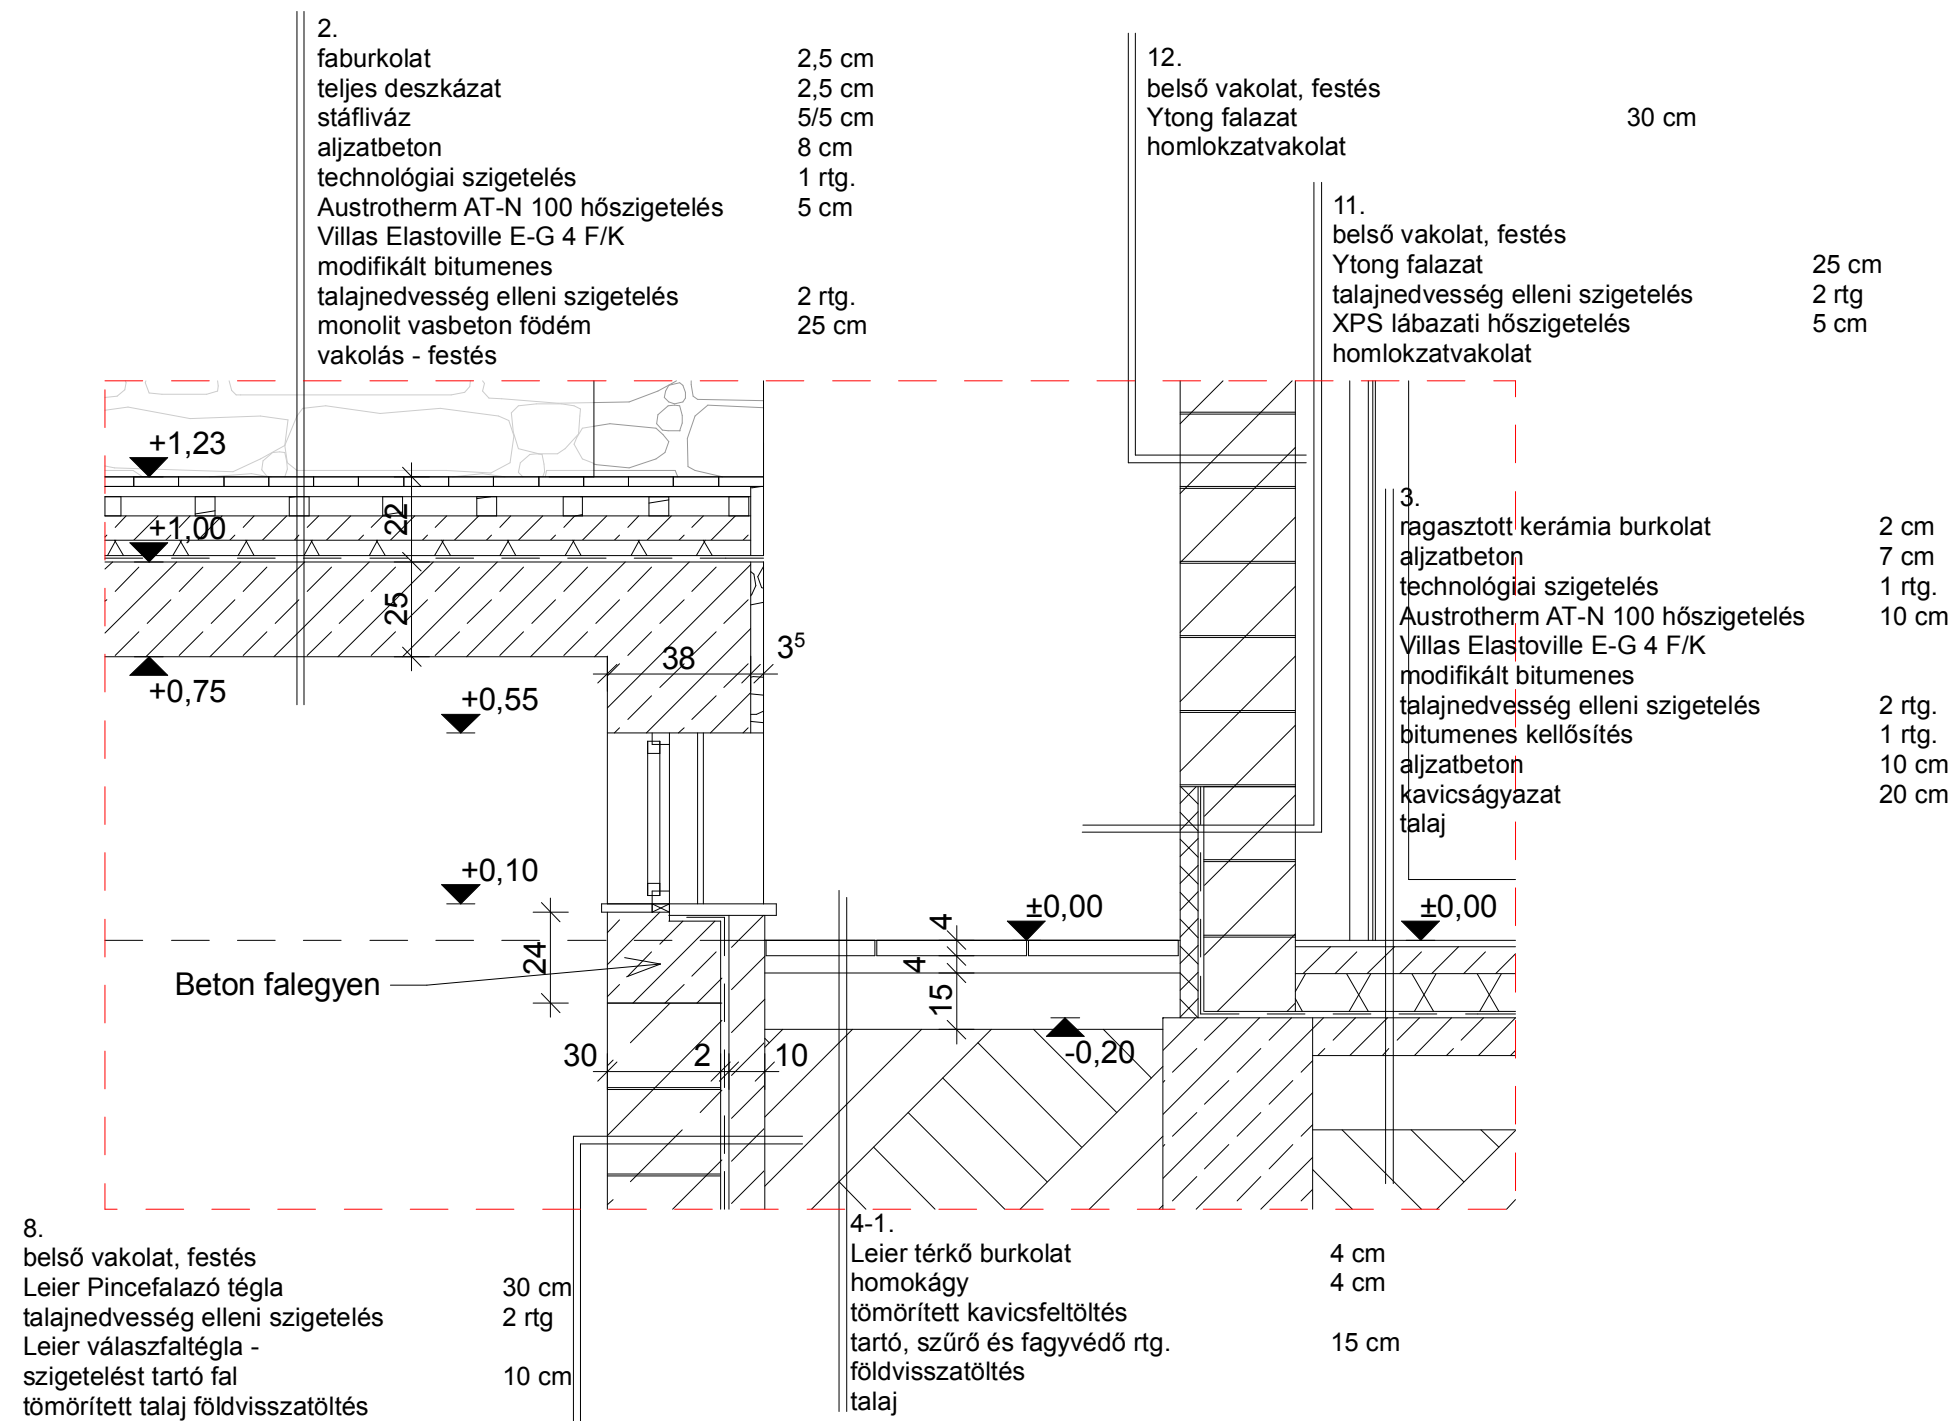 2.
faburkolat 2,5 cm
teljes deszkázat 2,5 cm
stáfliváz 5/5 cm
aljzatbeton 8 cm
technológiai szigetelés 1 rtg.
Austrotherm AT-N 100 hőszigetelés 5 cm
Villas Elastoville E-G 4 F/K
modifikált bitumenes
talajnedvesség elleni szigetelés 2 rtg.
monolit vasbeton födém 25 cm
vakolás - festés
12.
belső vakolat, festés
Ytong falazat 30 cm
homlokzatvakolat
11.
belső vakolat, festés
Ytong falazat 25 cm
talajnedvesség elleni szigetelés 2 rtg
XPS lábazati hőszigetelés 5 cm
homlokzatvakolat
+1,23
22
+1,00
25
+0,75
38
3⁵
+0,55
+0,10
24
Beton falegyen
30 2 10
4
4
15
±0,00
-0,20
±0,00
3.
ragasztott kerámia burkolat 2 cm
aljzatbeton 7 cm
technológiai szigetelés 1 rtg.
Austrotherm AT-N 100 hőszigetelés 10 cm
Villas Elastoville E-G 4 F/K
modifikált bitumenes
talajnedvesség elleni szigetelés 2 rtg.
bitumenes kellősítés 1 rtg.
aljzatbeton 10 cm
kavicságyazat 20 cm
talaj
8.
belső vakolat, festés
Leier Pincefalazó tégla 30 cm
talajnedvesség elleni szigetelés 2 rtg
Leier válaszfaltégla -
szigetelést tartó fal 10 cm
tömörített talaj földvisszatöltés
4-1.
Leier térkő burkolat 4 cm
homokágy 4 cm
tömörített kavicsfeltöltés
tartó, szűrő és fagyvédő rtg. 15 cm
földvisszatöltés
talaj